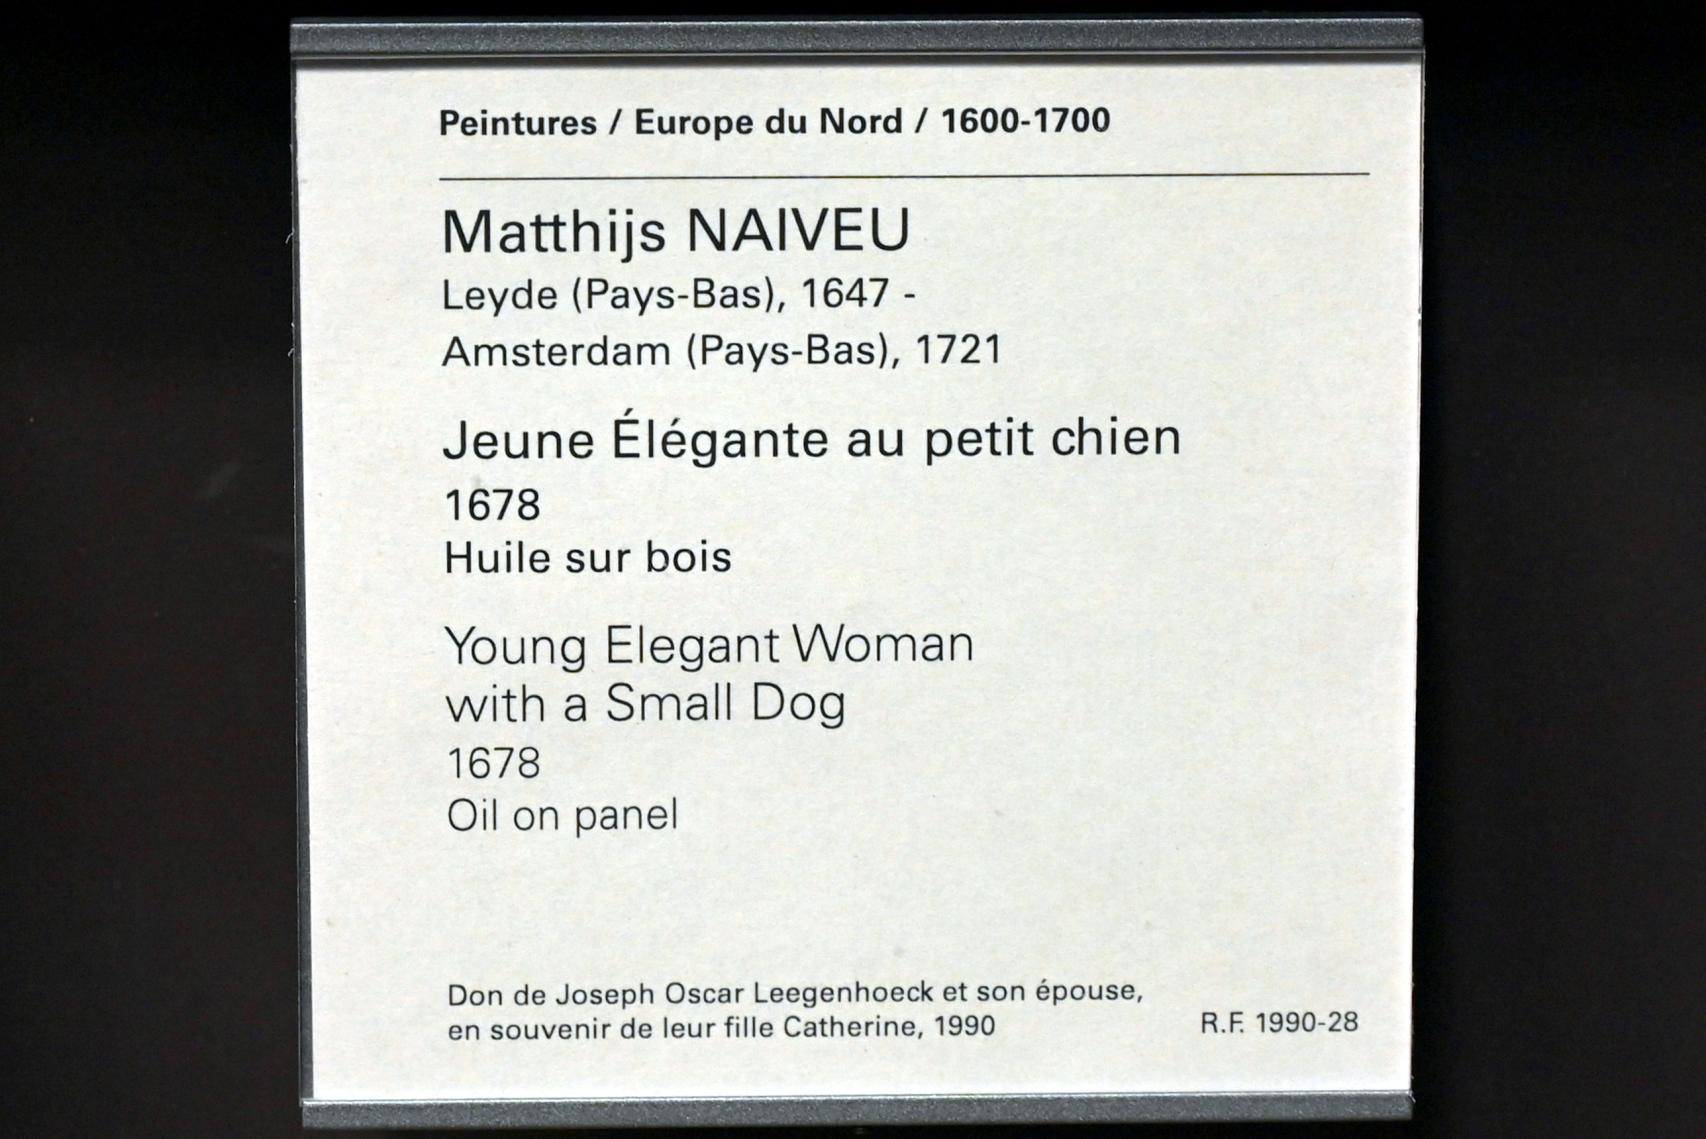 Peintures / Europe du Nord / 1600-1700
Matthijs NAIVEU
Leyde (Pays-Bas), 1647 -
Amsterdam (Pays-Bas), 1721
Jeune Élégante au petit chien
1678
Huile sur bois
Young Elegant Woman
with a Small Dog
1678
Oil on panel
Don de Joseph Oscar Leegenhoeck et son épouse,
en souvenir de leur fille Catherine, 1990
R.F. 1990-28